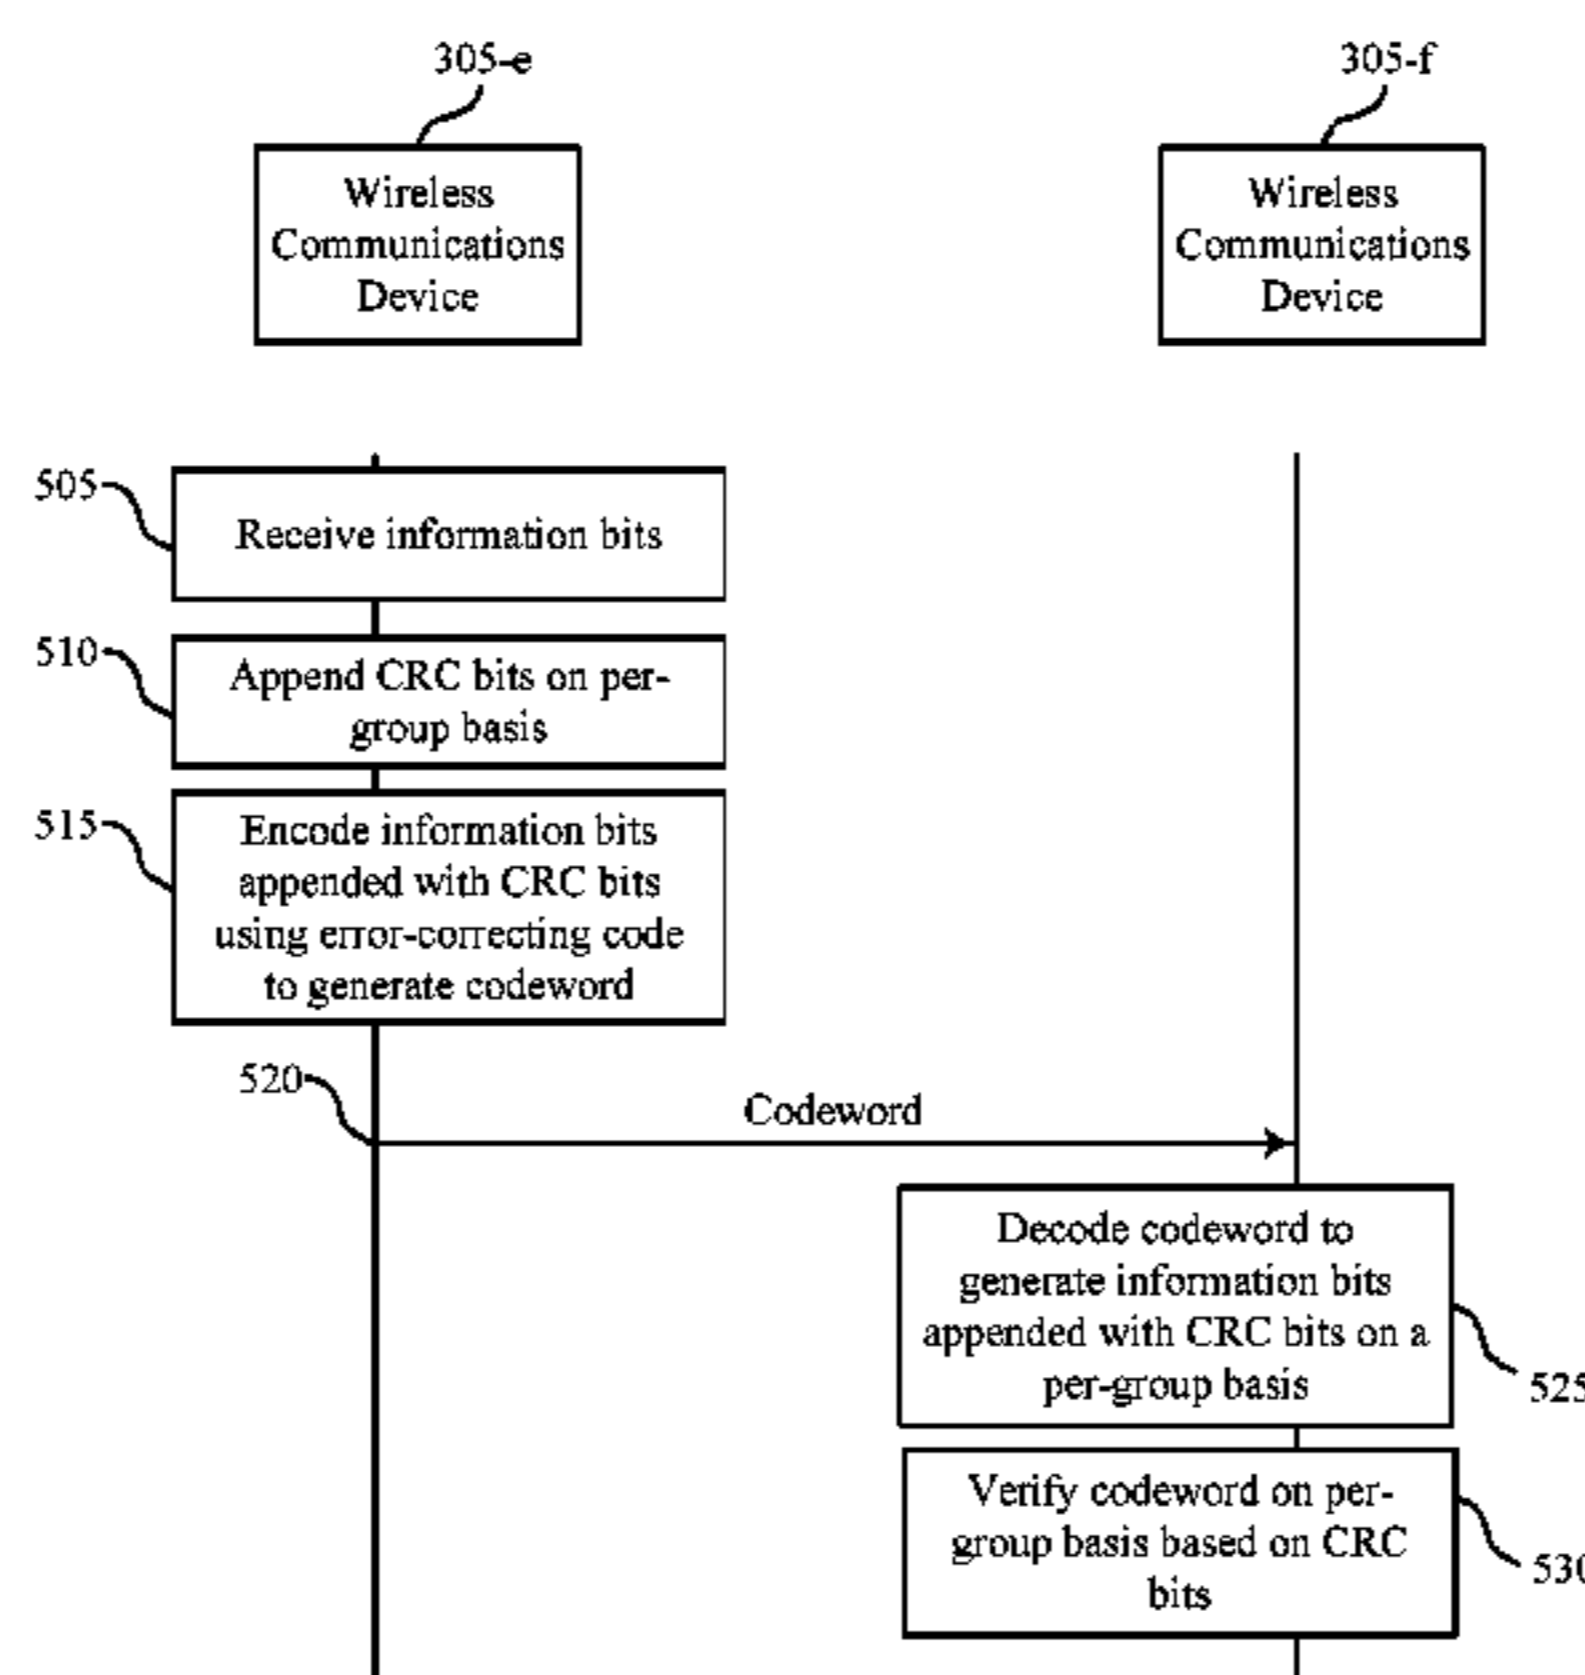 305-e
305-f
Wireless
Communications
Device
Wireless
Communications
Device
505
Receive information bits
510
Append CRC bits on per-
group basis
515
Encode information bits
appended with CRC bits
using error-correcting code
to generate codeword
520
Codeword
Decode codeword to
generate information bits
appended with CRC bits on a
per-group basis
525
Verify codeword on per-
group basis based on CRC
bits
530